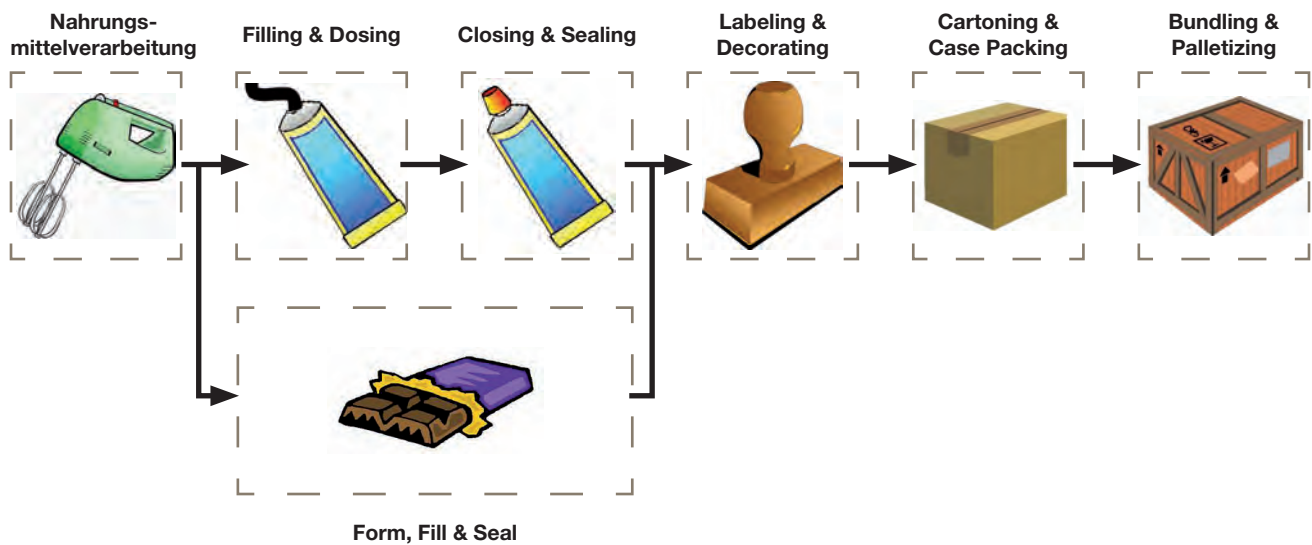 Nahrungs-
mittelverarbeitung
Filling & Dosing
Closing & Sealing
Labeling &
Decorating
Cartoning &
Case Packing
Bundling &
Palletizing
Form, Fill & Seal